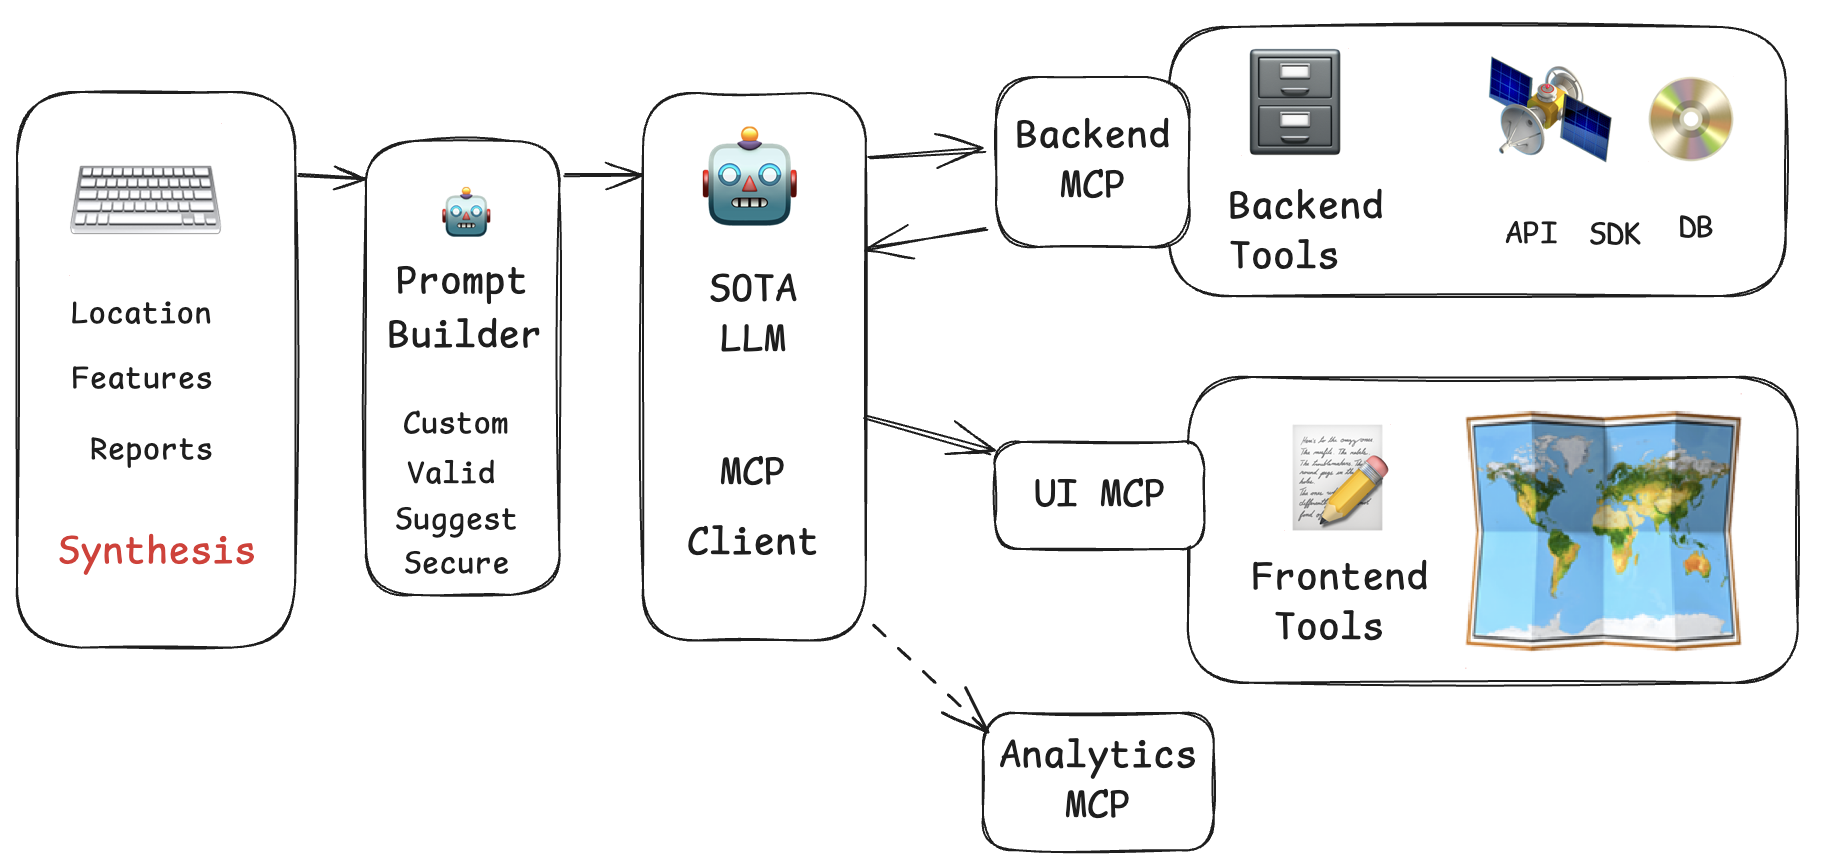 Location
Features
Reports
Synthesis
Prompt
Builder
Custom
Valid
Suggest
Secure
SOTA
LLM
MCP
Client
Backend
MCP
Backend
Tools
API SDK DB
UI MCP
Frontend
Tools
Analytics
MCP